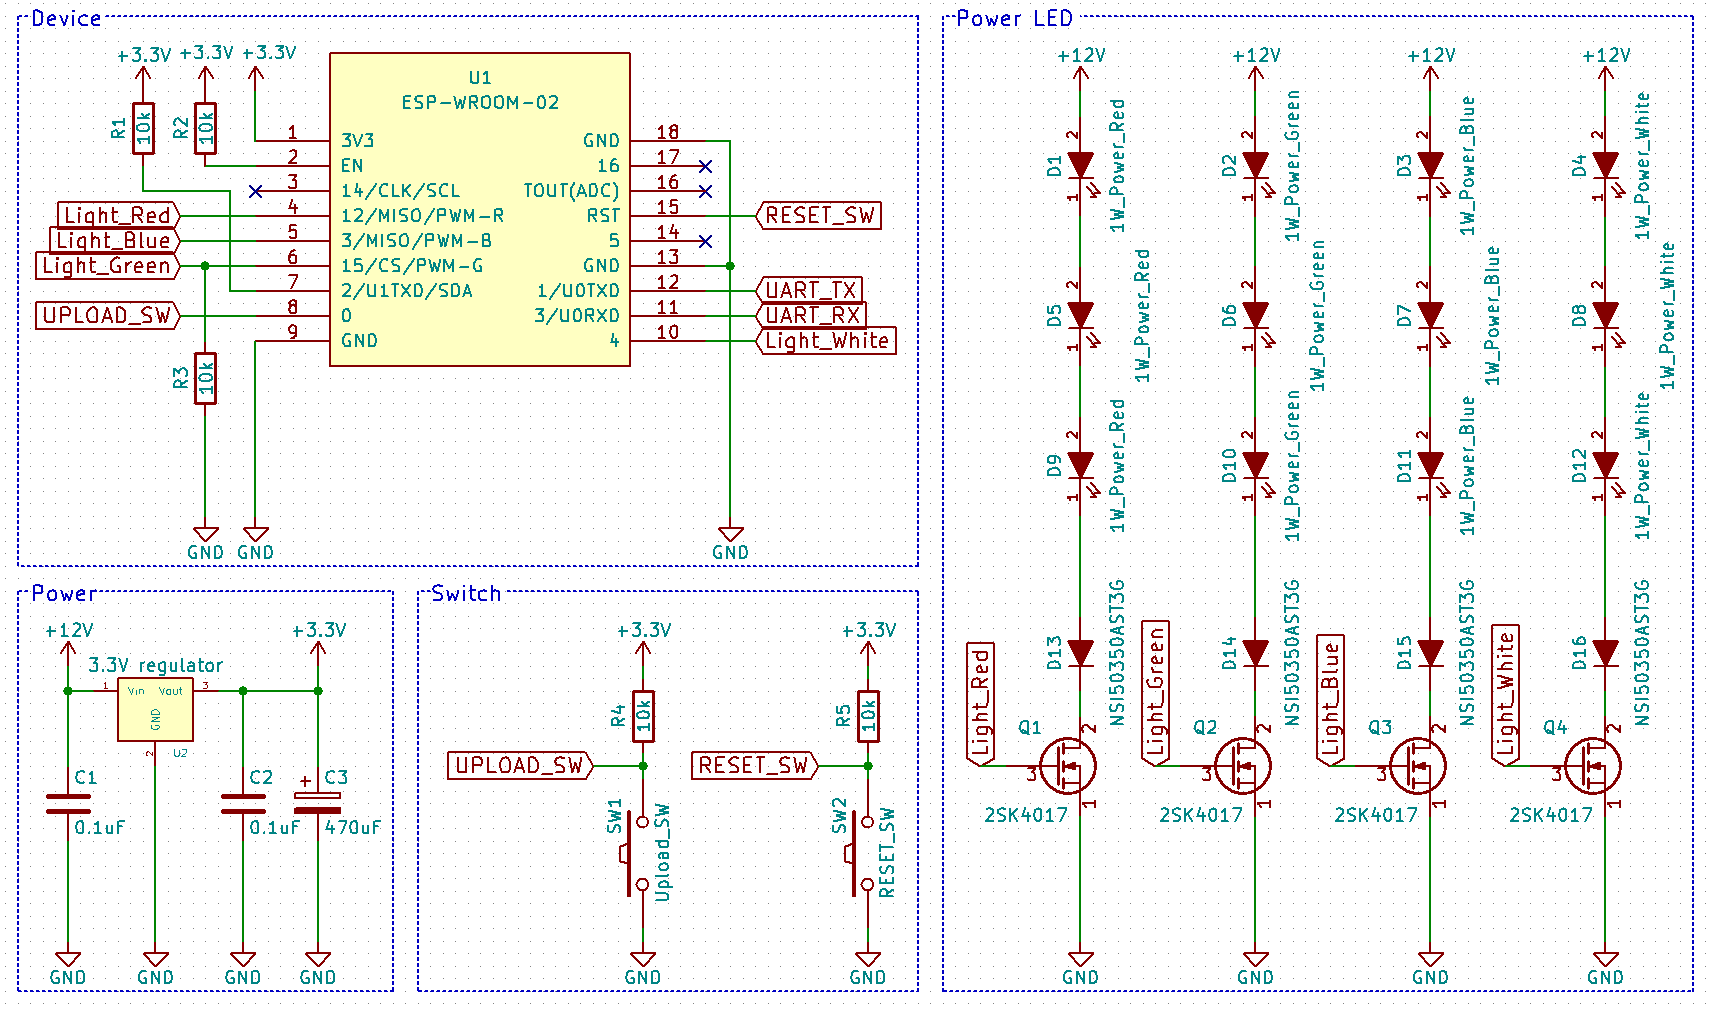 Device
+3.3V
+3.3V
+3.3V
R1
10k
R2
10k
U1
ESP-WROOM-02
1
3V3
2
EN
3
14/CLK/SCL
4
12/MISO/PWM-R
5
3/MISO/PWM-B
6
15/CS/PWM-G
7
2/U1TXD/SDA
8
0
9
GND
GND
18
16
17
TOUT(ADC)
16
RST
15
5
14
GND
13
1/U0TXD
12
3/U0RXD
11
4
10
Light_Red
Light_Blue
Light_Green
UPLOAD_SW
RESET_SW
UART_TX
UART_RX
Light_White
R3
10k
GND
GND
GND
Power
+12V
+3.3V
3.3V regulator
1
Vin
Vout
3
GND
2
U2
C1
0.1uF
C2
0.1uF
C3
+
470uF
GND
GND
GND
GND
Switch
+3.3V
+3.3V
R4
10k
R5
10k
UPLOAD_SW
RESET_SW
SW1
Upload_SW
SW2
RESET_SW
GND
GND
Power LED
+12V
+12V
+12V
+12V
2
D1
1
1W_Power_Red
2
D2
1
1W_Power_Green
2
D3
1
1W_Power_Blue
2
D4
1
1W_Power_White
2
D5
1
1W_Power_Red
2
D6
1
1W_Power_Green
2
D7
1
1W_Power_Blue
2
D8
1
1W_Power_White
2
D9
1
1W_Power_Red
2
D10
1
1W_Power_Green
2
D11
1
1W_Power_Blue
2
D12
1
1W_Power_White
D13
NSI50350AST3G
D14
NSI50350AST3G
D15
NSI50350AST3G
D16
NSI50350AST3G
Light_Red
Light_Green
Light_Blue
Light_White
Q1
2
3
1
2SK4017
Q2
2
3
1
2SK4017
Q3
2
3
1
2SK4017
Q4
2
3
1
2SK4017
GND
GND
GND
GND